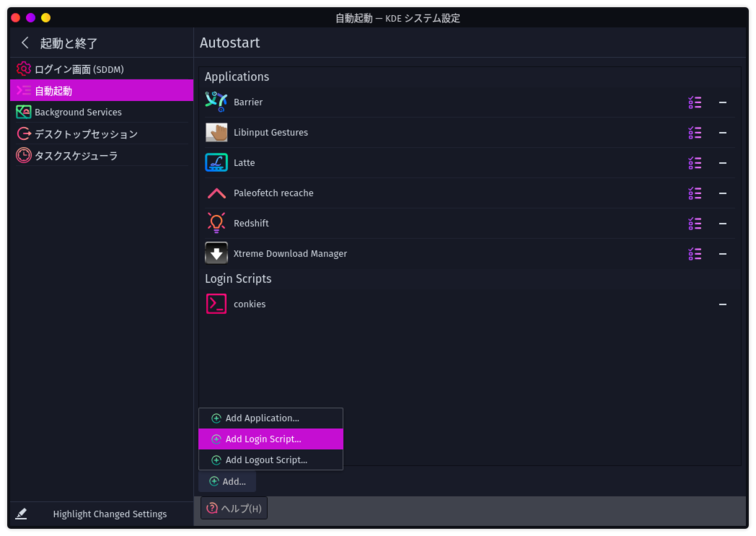 自動起動 — KDE システム設定
起動と終了
Autostart
ログイン画面 (SDDM)
自動起動
Background Services
デスクトップセッション
タスクスケジューラ
Applications
Barrier
Libinput Gestures
Latte
Paleofetch recache
Redshift
Xtreme Download Manager
Login Scripts
conkies
Add Application...
Add Login Script...
Add Logout Script...
Add...
Highlight Changed Settings
ヘルプ(H)